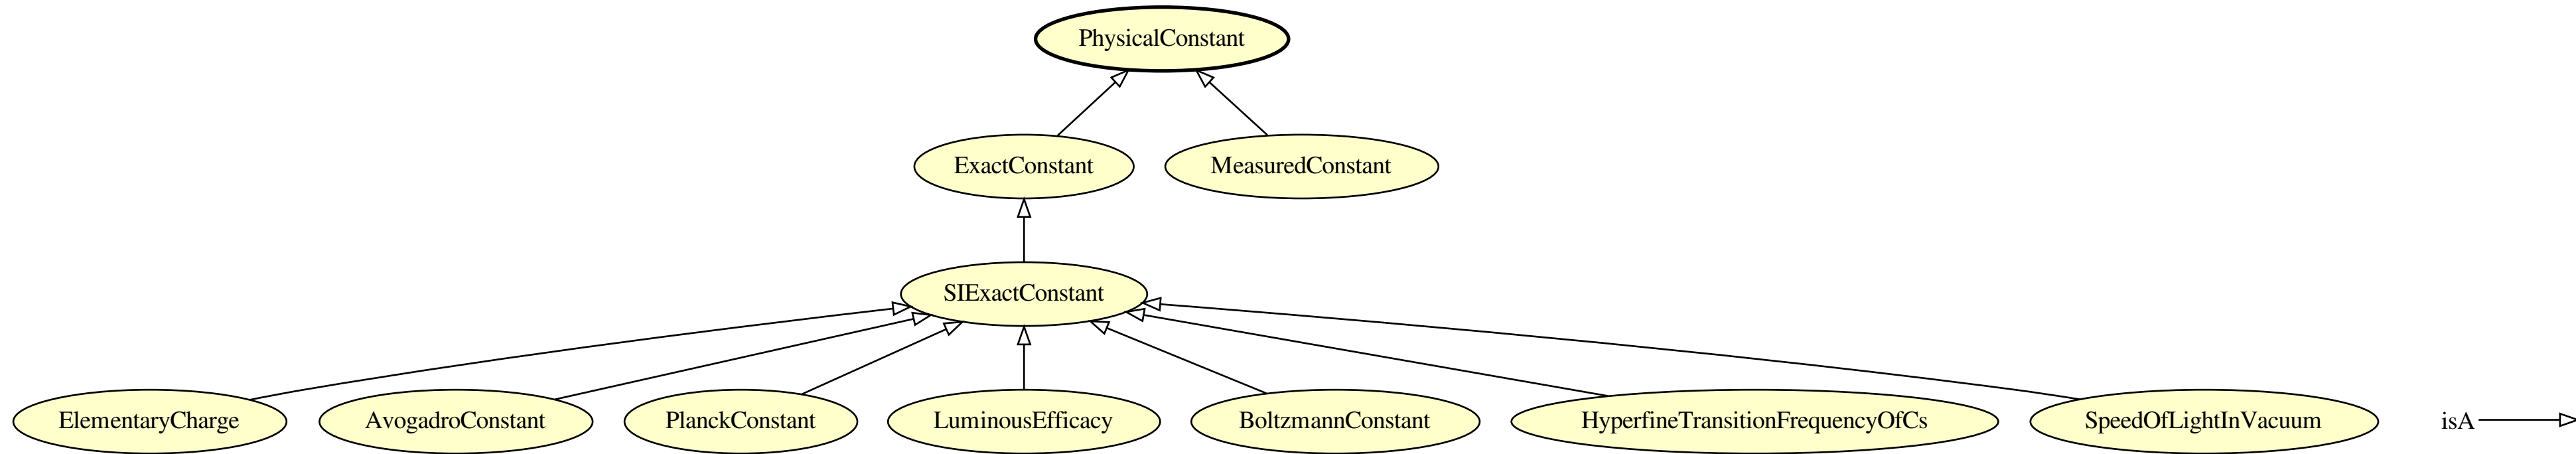 PhysicalConstant
ExactConstant
MeasuredConstant
SIExactConstant
ElementaryCharge
AvogadroConstant
PlanckConstant
LuminousEfficacy
BoltzmannConstant
HyperfineTransitionFrequencyOfCs
SpeedOfLightInVacuum
isA